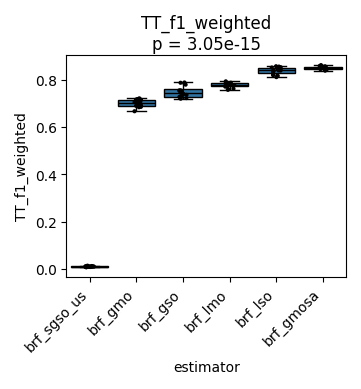 TT_f1_weighted
p = 3.05e-15
TT_f1_weighted
0.8
0.6
0.4
0.2
0.0
brf_sgso_us
brf_gmo
brf_gso
brf_lmo
brf_lso
brf_gmosa
estimator